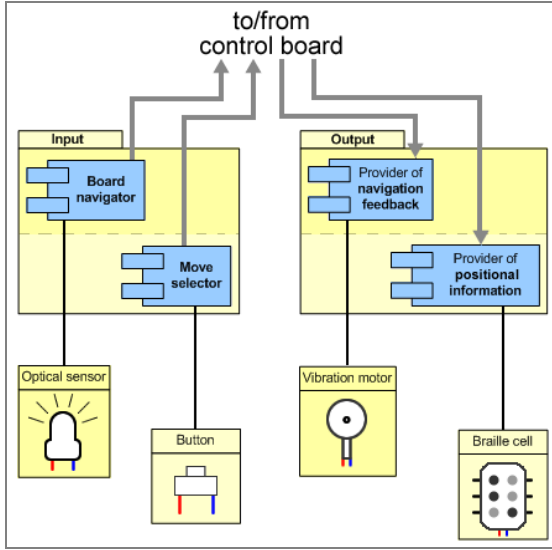 to/from
control board
Input
Output
Board
navigator
Provider of
navigation
feedback
Move
selector
Provider of
positional
information
Optical sensor
Vibration motor
Button
Braille cell